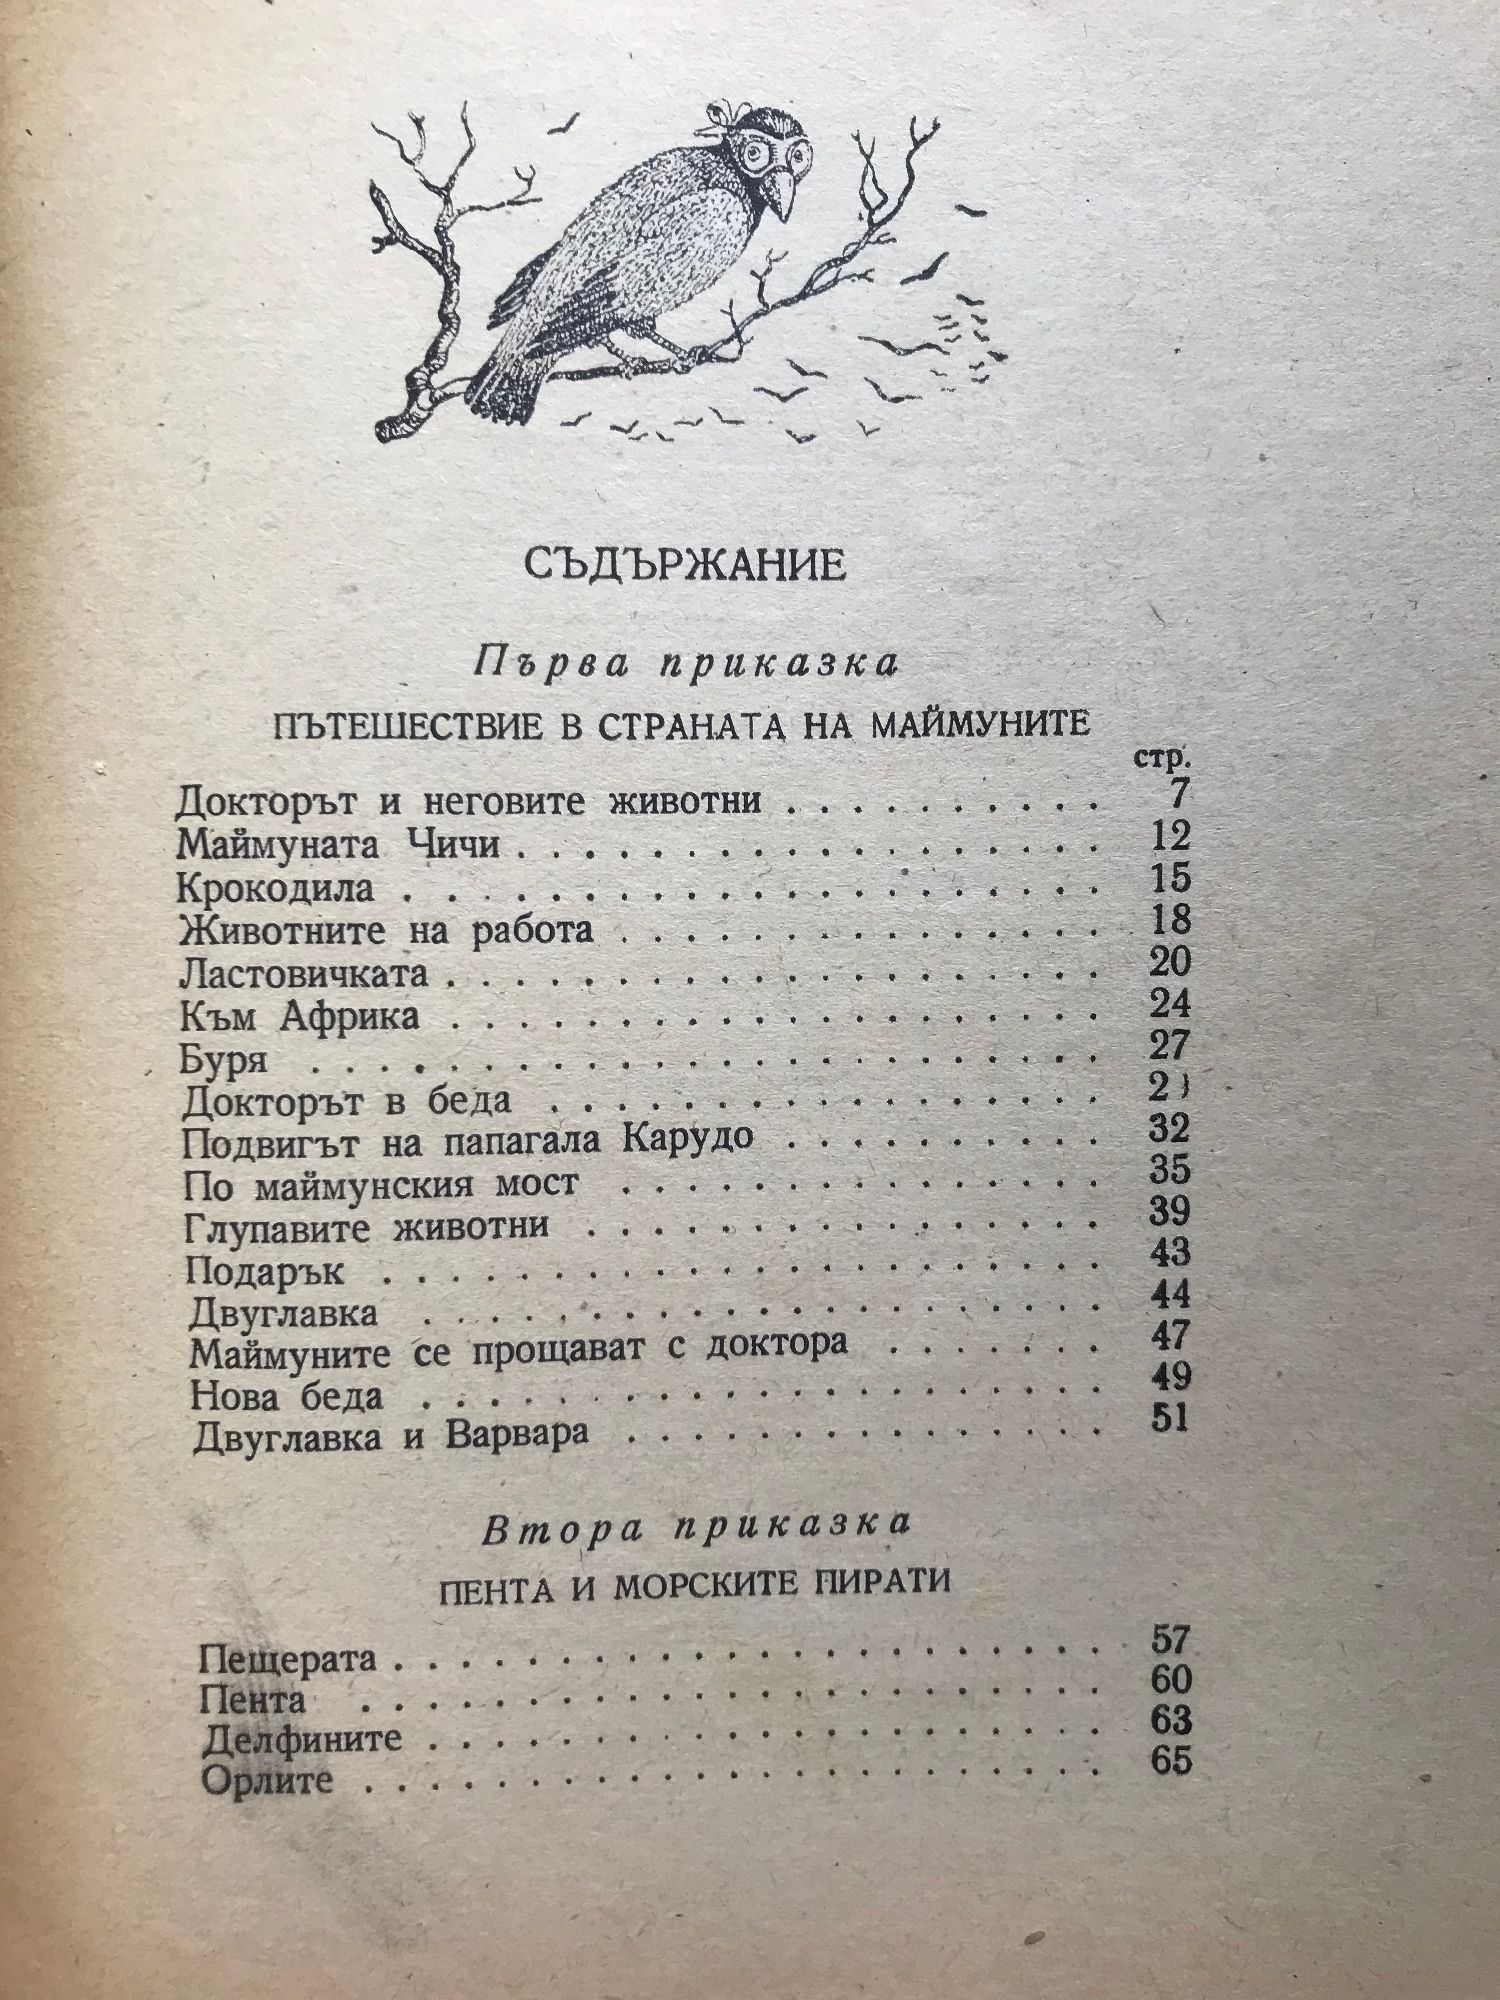 СЪДЪРЖАНИЕ
Първа приказка
ПЪТЕШЕСТВИЕ В СТРАНАТА НА МАЙМУНИТЕ
стр.
Докторът и неговите животни . . . . . . . . . . 7
Маймуната Чичи . . . . . . . . . . . . . . . . . . 12
Крокодила . . . . . . . . . . . . . . . . . . . . . 15
Животните на работа . . . . . . . . . . . . . . . 18
Ластовичката . . . . . . . . . . . . . . . . . . . . 20
Към Африка . . . . . . . . . . . . . . . . . . . . 24
Буря . . . . . . . . . . . . . . . . . . . . . . . . 27
Докторът в беда . . . . . . . . . . . . . . . . .
Подвигът на папагала Карудо . . . . . . . . . . 32
По маймунския мост . . . . . . . . . . . . . . . 35
Глупавите животни . . . . . . . . . . . . . . . . 39
Подарък . . . . . . . . . . . . . . . . . . . . . . 43
Двуглавка . . . . . . . . . . . . . . . . . . . . . 44
Маймуните се прощават с доктора . . . . . . . 47
Нова беда . . . . . . . . . . . . . . . . . . . . . 49
Двуглавка и Варвара . . . . . . . . . . . . . . . 51
Втора приказка
ПЕНТА И МОРСКИТЕ ПИРАТИ
Пещерата . . . . . . . . . . . . . . . . . . . . . . 57
Пента . . . . . . . . . . . . . . . . . . . . . . . 60
Делфините . . . . . . . . . . . . . . . . . . . . . 63
Орлите . . . . . . . . . . . . . . . . . . . . . . . 65